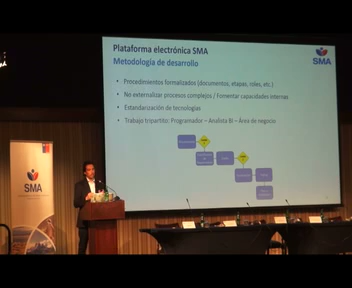 Plataforma electrónica SMA
Metodología de desarrollo
SMA
• Procedimientos formalizados (documentos, etapas, roles, etc.)
• No externalizar procesos complejos / Fomentar capacidades internas
• Estandarización de tecnologías
• Trabajo tripartito: Programador – Analista BI – Área de negocio
SMA